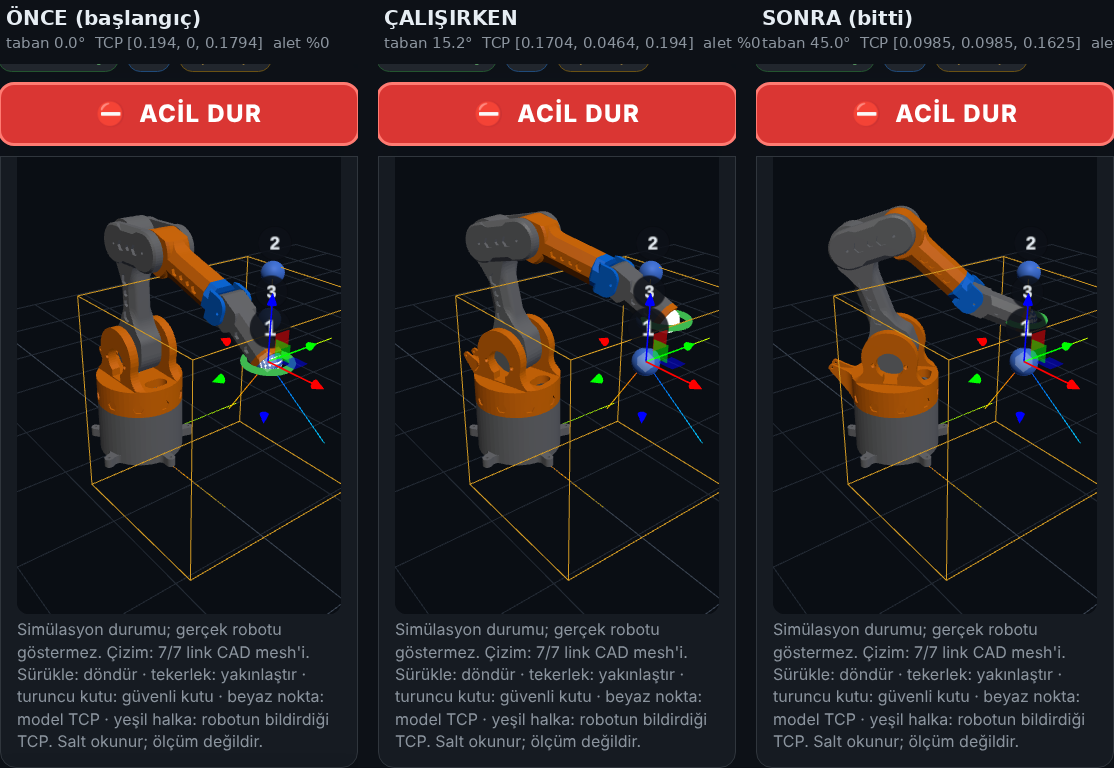 ÖNCE (başlangıç)
taban 0.0° TCP [0.194, 0, 0.1794] alet %0
ACİL DUR
2
3
1
Simülasyon durumu; gerçek robotu
göstermez. Çizim: 7/7 link CAD mesh'i.
Sürükle: döndür · tekerlek: yakınlaştır ·
turuncu kutu: güvenli kutu · beyaz nokta:
model TCP · yeşil halka: robotun bildirdiği
TCP. Salt okunur; ölçüm değildir.
ÇALIŞIRKEN
taban 15.2° TCP [0.1704, 0.0464, 0.194] alet %0
ACİL DUR
2
3
1
Simülasyon durumu; gerçek robotu
göstermez. Çizim: 7/7 link CAD mesh'i.
Sürükle: döndür · tekerlek: yakınlaştır ·
turuncu kutu: güvenli kutu · beyaz nokta:
model TCP · yeşil halka: robotun bildirdiği
TCP. Salt okunur; ölçüm değildir.
SONRA (bitti)
taban 45.0° TCP [0.0985, 0.0985, 0.1625]
ACİL DUR
2
3
1
Simülasyon durumu; gerçek robotu
göstermez. Çizim: 7/7 link CAD mesh'i.
Sürükle: döndür · tekerlek: yakınlaştır ·
turuncu kutu: güvenli kutu · beyaz nokta:
model TCP · yeşil halka: robotun bildirdiği
TCP. Salt okunur; ölçüm değildir.